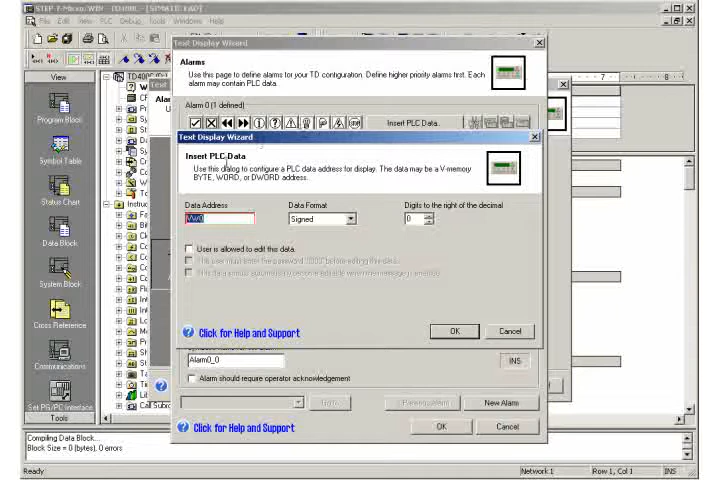 STEP 7-Micro/WIN - TD400C - [SIMATIC LAD]
File Edit View PLC Debug Tools Windows Help
View
Program Block
Symbol Table
Status Chart
Data Block
System Block
Cross Reference
Communications
Set PG/PC Interface
Tools
Text Display Wizard
Alarms
Use this page to define alarms for your TD configuration. Define higher priority alarms first. Each
alarm may contain PLC data.
Alarm 0 (1 defined)
Insert PLC Data..
Text Display Wizard
Insert PLC Data
Use this dialog to configure a PLC data address for display. The data may be a V-memory
BYTE, WORD, or DWORD address.
Data Address
Data Format
Digits to the right of the decimal
VW0
Signed
0
User is allowed to edit this data.
Click for Help and Support
OK
Cancel
Alarm0_0
INS
Alarm should require operator acknowledgement
New Alarm
Click for Help and Support
OK
Cancel
Compiling Data Block...
Block Size = 0 (bytes), 0 errors
Ready
Network 1
Row 1, Col 1
INS